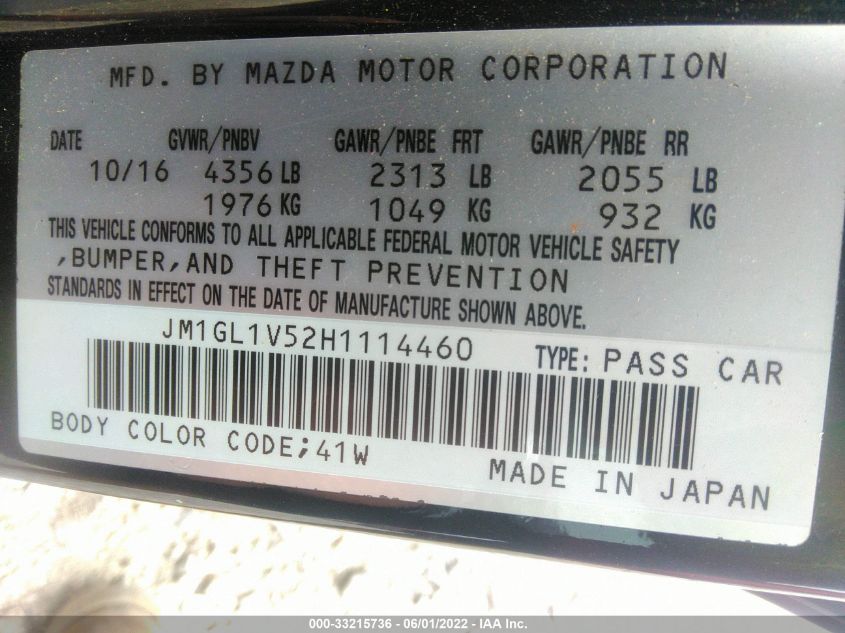 MFD. BY MAZDA MOTOR CORPORATION
DATE GVWR/PNBV GAWR/PNBE FRT GAWR/PNBE RR
10/16 4356 LB 2313 LB 2055 LB
1976 KG 1049 KG 932 KG
THIS VEHICLE CONFORMS TO ALL APPLICABLE FEDERAL MOTOR VEHICLE SAFETY
,BUMPER,AND THEFT PREVENTION
STANDARDS IN EFFECT ON THE DATE OF MANUFACTURE SHOWN ABOVE.
JM1GL1V52H1114460 TYPE: PASS CAR
BODY COLOR CODE;41W
MADE IN JAPAN
000-33215736 - 06/01/2022 - IAA Inc.